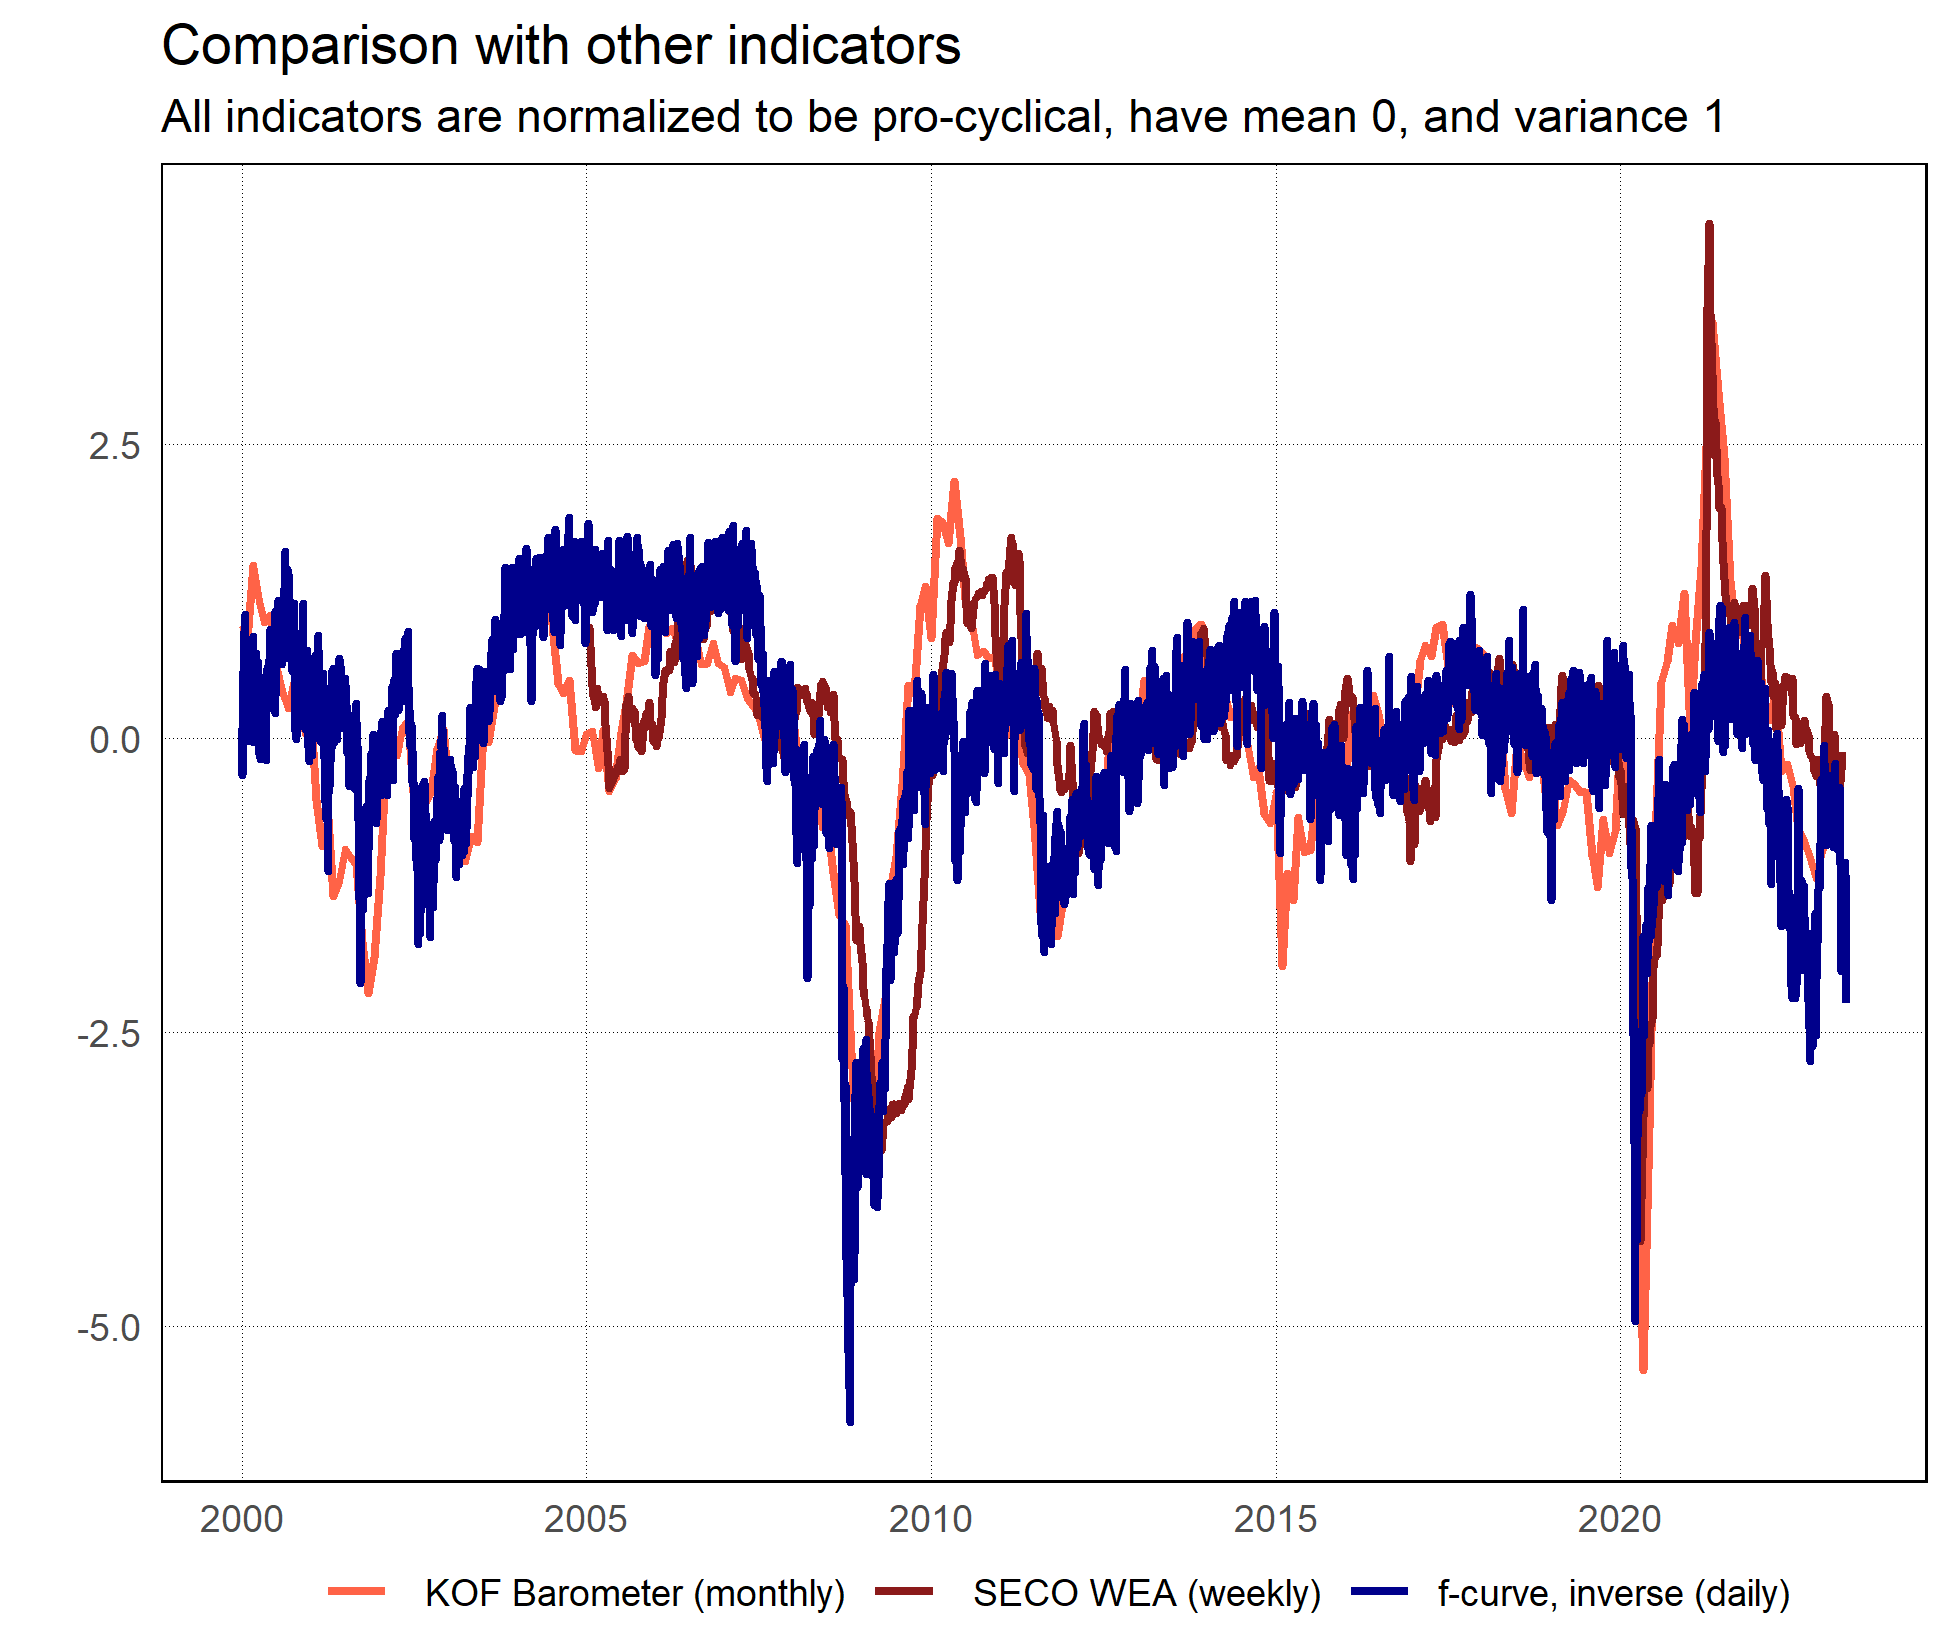 Comparison with other indicators
All indicators are normalized to be pro-cyclical, have mean 0, and variance 1
2.5
0.0
-2.5
-5.0
2000 2005 2010 2015 2020
KOF Barometer (monthly) SECO WEA (weekly) f-curve, inverse (daily)